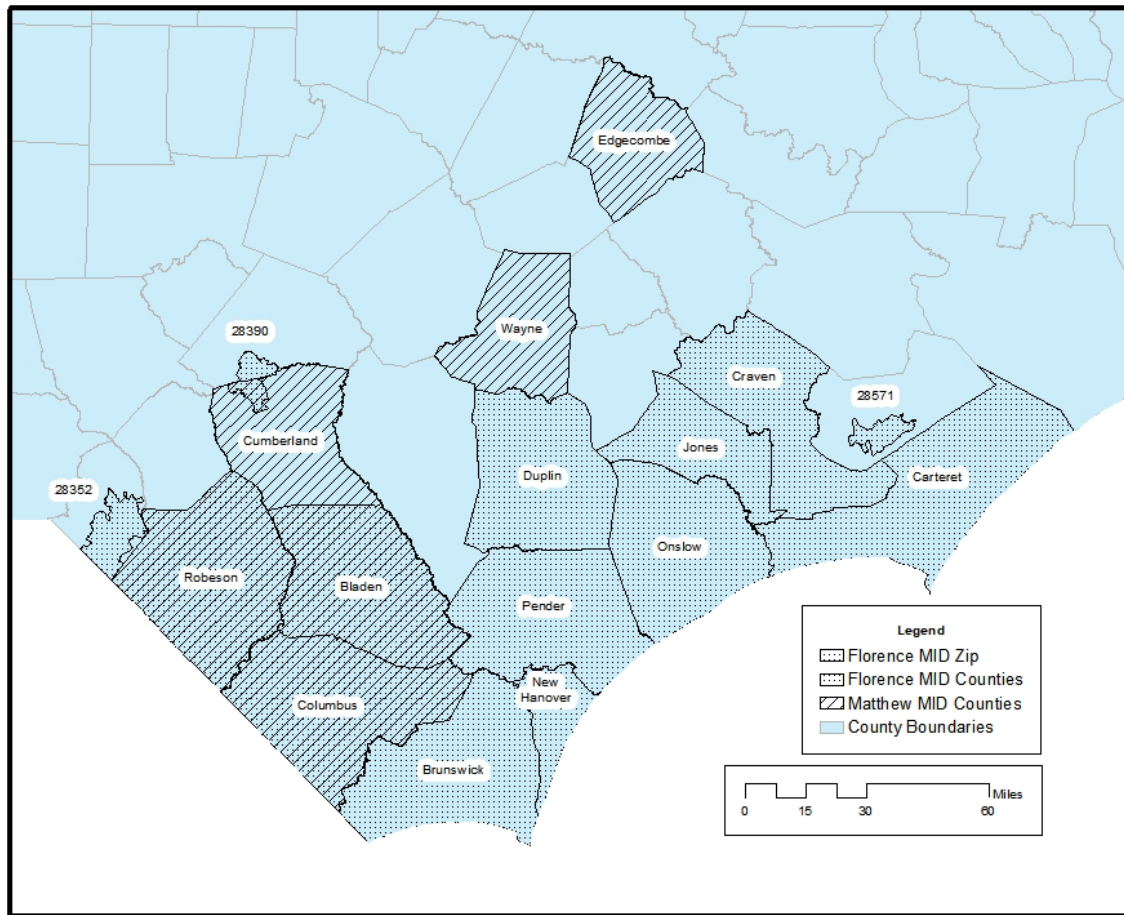 Edgecombe
Wayne
28390
Craven
28571
Cumberland
Jones
Duplin
Carteret
28352
Onslow
Robeson
Bladen
Pender
New
Hanover
Columbus
Brunswick
Legend
Florence MID Zip
Florence MID Counties
Matthew MID Counties
County Boundaries
Miles
0 15 30 60